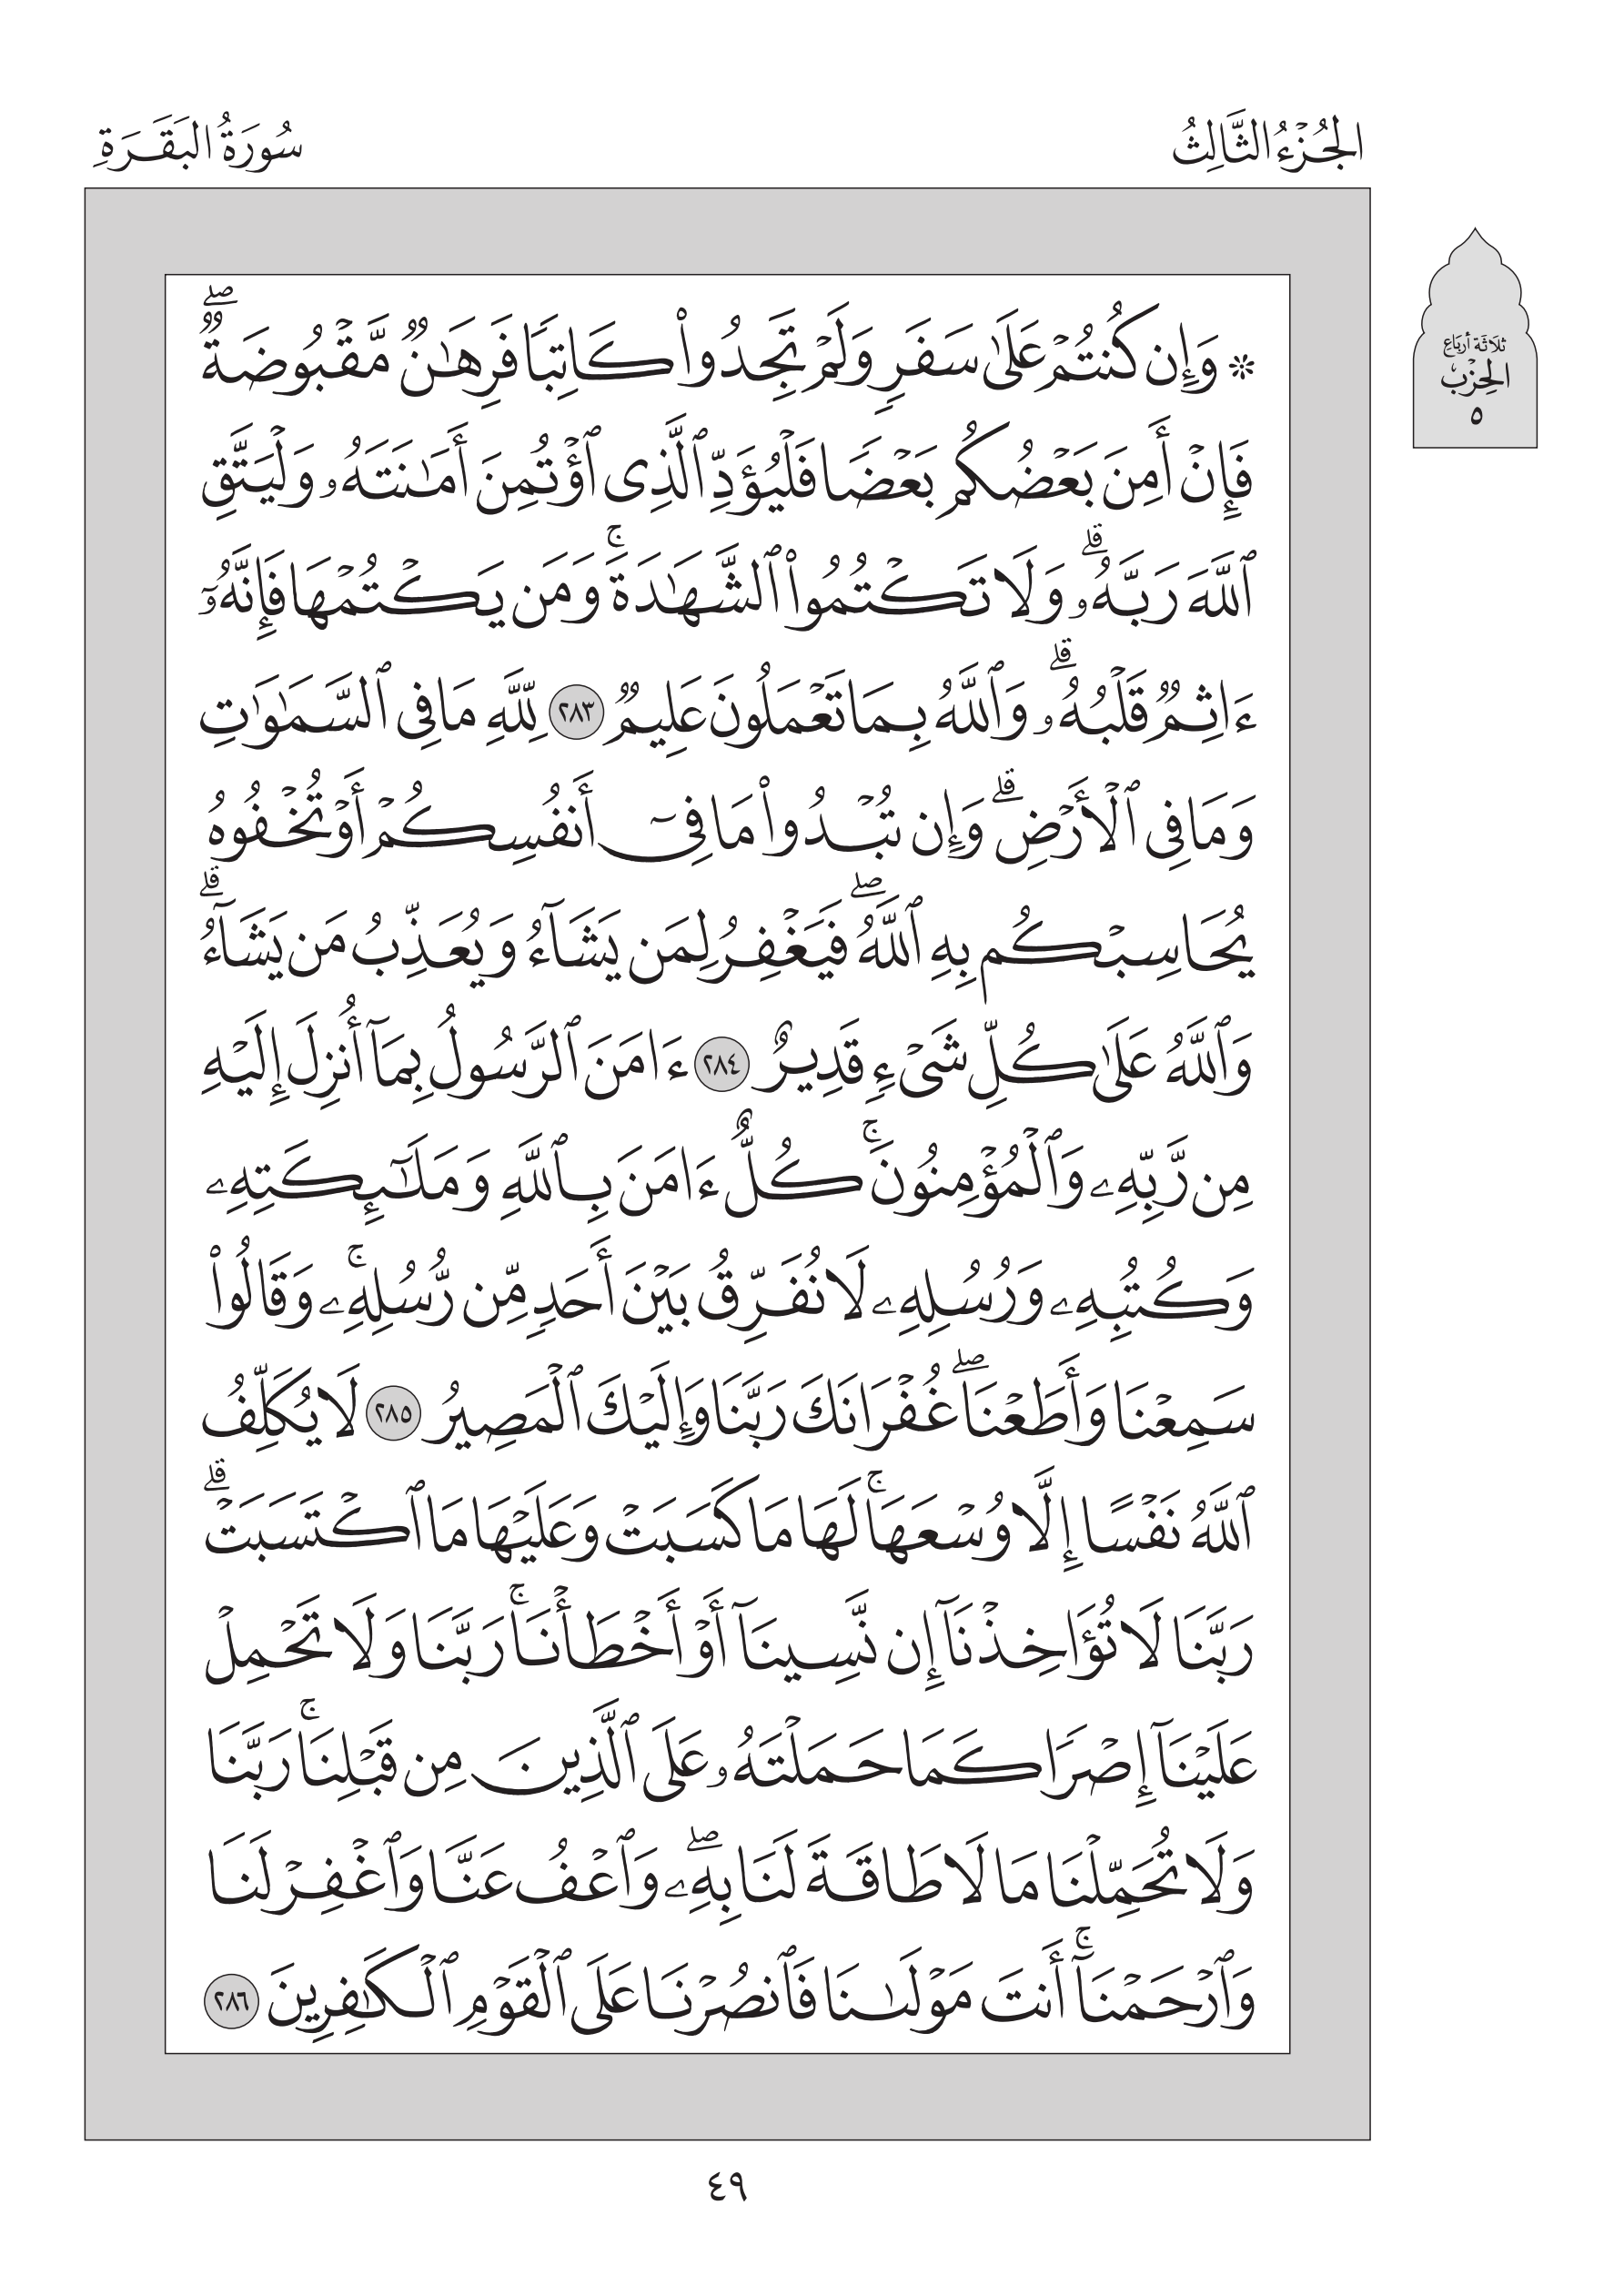 الجُزْءُ الثَّالِثُ
سُورَةُ البَقَرَةِ
ثلاثة أرباع
الحِزْب
٥
۞ وَإِن كُنتُمْ عَلَىٰ سَفَرٍ وَلَمْ تَجِدُوا۟ كَاتِبًا فَرِهَـٰنٌ مَّقْبُوضَةٌ ۖ
فَإِنْ أَمِنَ بَعْضُكُم بَعْضًا فَلْيُؤَدِّ ٱلَّذِى ٱؤْتُمِنَ أَمَـٰنَتَهُۥ وَلْيَتَّقِ
ٱللَّهَ رَبَّهُۥ ۗ وَلَا تَكْتُمُوا۟ ٱلشَّهَـٰدَةَ ۚ وَمَن يَكْتُمْهَا فَإِنَّهُۥٓ
ءَاثِمٌ قَلْبُهُۥ ۗ وَٱللَّهُ بِمَا تَعْمَلُونَ عَلِيمٌ ٢٨٣ لِّلَّهِ مَا فِى ٱلسَّمَـٰوَٰتِ
وَمَا فِى ٱلْأَرْضِ ۗ وَإِن تُبْدُوا۟ مَا فِىٓ أَنفُسِكُمْ أَوْ تُخْفُوهُ
يُحَاسِبْكُم بِهِ ٱللَّهُ ۖ فَيَغْفِرُ لِمَن يَشَآءُ وَيُعَذِّبُ مَن يَشَآءُ ۗ
وَٱللَّهُ عَلَىٰ كُلِّ شَىْءٍ قَدِيرٌ ٢٨٤ ءَامَنَ ٱلرَّسُولُ بِمَآ أُنزِلَ إِلَيْهِ
مِن رَّبِّهِۦ وَٱلْمُؤْمِنُونَ ۚ كُلٌّ ءَامَنَ بِٱللَّهِ وَمَلَـٰٓئِكَتِهِۦ
وَكُتُبِهِۦ وَرُسُلِهِۦ لَا نُفَرِّقُ بَيْنَ أَحَدٍ مِّن رُّسُلِهِۦ ۚ وَقَالُوا۟
سَمِعْنَا وَأَطَعْنَا ۖ غُفْرَانَكَ رَبَّنَا وَإِلَيْكَ ٱلْمَصِيرُ ٢٨٥ لَا يُكَلِّفُ
ٱللَّهُ نَفْسًا إِلَّا وُسْعَهَا ۚ لَهَا مَا كَسَبَتْ وَعَلَيْهَا مَا ٱكْتَسَبَتْ ۗ
رَبَّنَا لَا تُؤَاخِذْنَآ إِن نَّسِينَآ أَوْ أَخْطَأْنَا ۚ رَبَّنَا وَلَا تَحْمِلْ
عَلَيْنَآ إِصْرًا كَمَا حَمَلْتَهُۥ عَلَى ٱلَّذِينَ مِن قَبْلِنَا ۚ رَبَّنَا
وَلَا تُحَمِّلْنَا مَا لَا طَاقَةَ لَنَا بِهِۦ ۖ وَٱعْفُ عَنَّا وَٱغْفِرْ لَنَا
وَٱرْحَمْنَآ ۚ أَنتَ مَوْلَىٰنَا فَٱنصُرْنَا عَلَى ٱلْقَوْمِ ٱلْكَـٰفِرِينَ ٢٨٦
٤٩